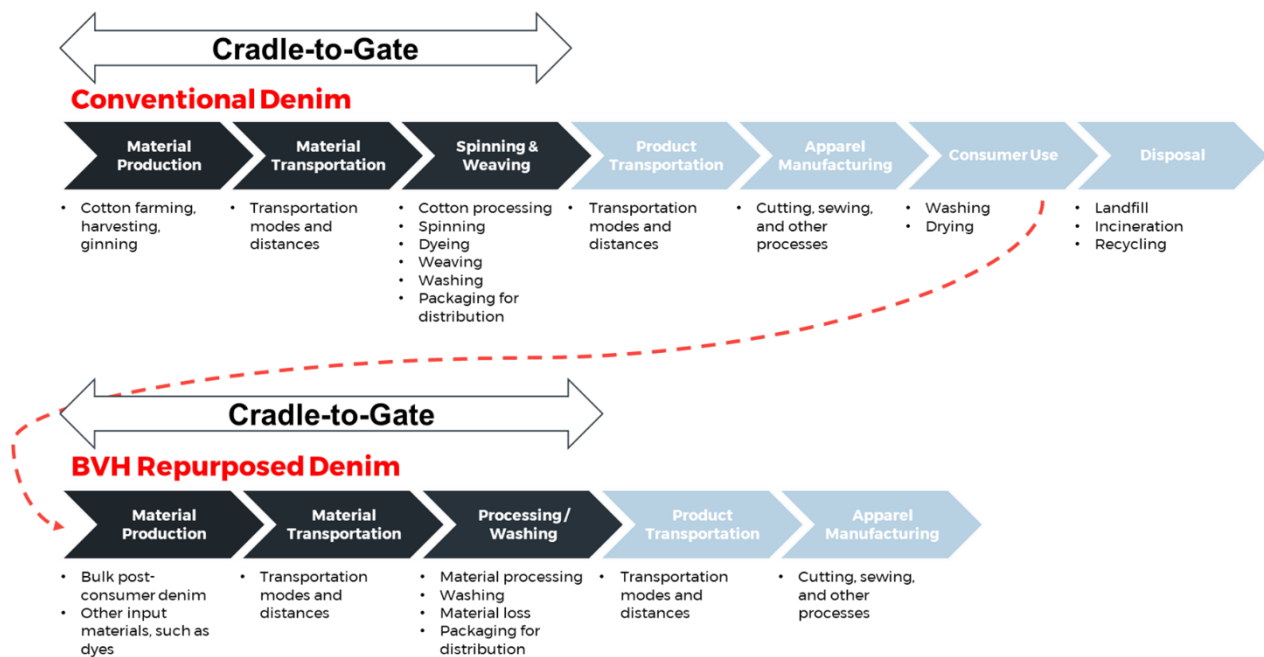 Cradle-to-Gate
Conventional Denim
Material
Production
Material
Transportation
Spinning &
Weaving
Product
Transportation
Apparel
Manufacturing
Consumer Use
Disposal
• Cotton farming,
harvesting,
ginning
• Transportation
modes and
distances
• Cotton processing
• Spinning
• Dyeing
• Weaving
• Washing
• Packaging for
distribution
• Transportation
modes and
distances
• Cutting, sewing,
and other
processes
• Washing
• Drying
• Landfill
• Incineration
• Recycling
Cradle-to-Gate
BVH Repurposed Denim
Material
Production
Material
Transportation
Processing /
Washing
Product
Transportation
Apparel
Manufacturing
• Bulk post-
consumer denim
• Other input
materials, such as
dyes
• Transportation
modes and
distances
• Material processing
• Washing
• Material loss
• Packaging for
distribution
• Transportation
modes and
distances
• Cutting, sewing,
and other
processes